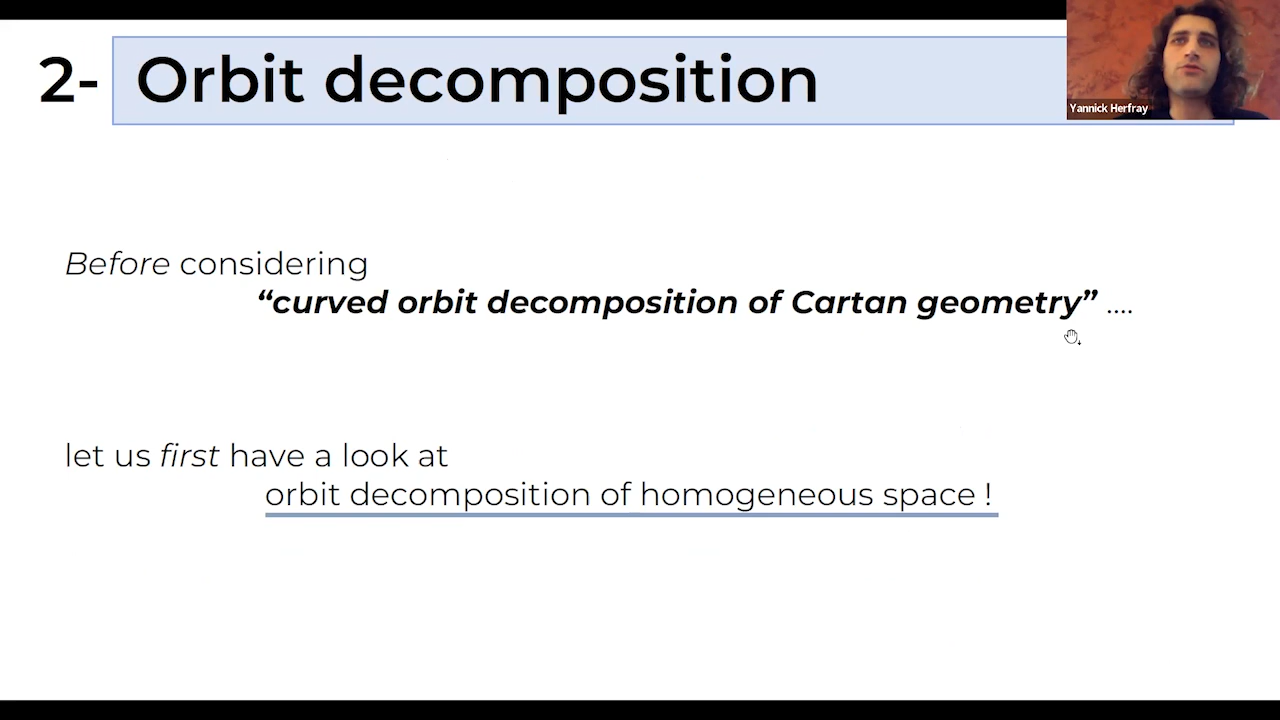 2- Orbit decomposition
Yannick Herfray
Before considering
“curved orbit decomposition of Cartan geometry” ....
let us first have a look at
orbit decomposition of homogeneous space !